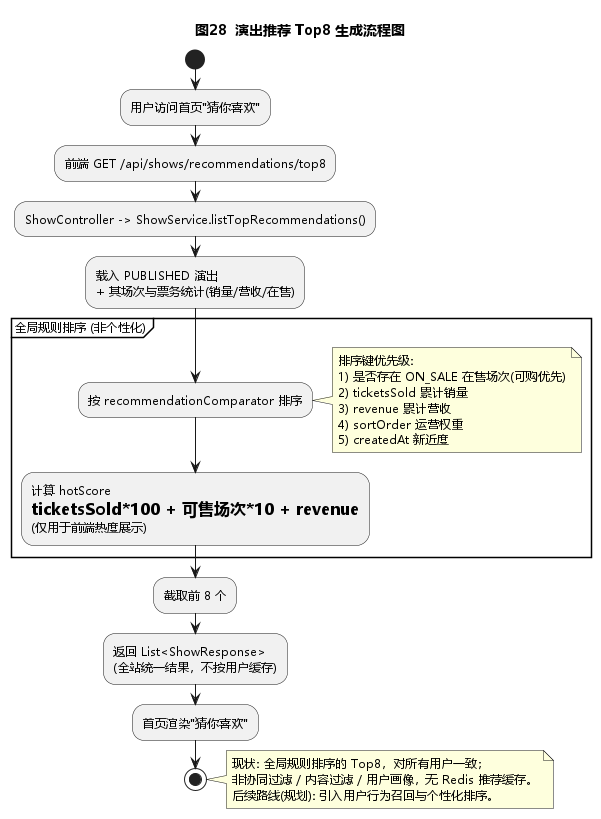 图28 演出推荐 Top8 生成流程图
用户访问首页"猜你喜欢"
前端 GET /api/shows/recommendations/top8
ShowController -> ShowService.listTopRecommendations()
载入 PUBLISHED 演出
+ 其场次与票务统计(销量/营收/在售)
全局规则排序 (非个性化)
按 recommendationComparator 排序
排序键优先级:
1) 是否存在 ON_SALE 在售场次(可购优先)
2) ticketsSold 累计销量
3) revenue 累计营收
4) sortOrder 运营权重
5) createdAt 新近度
计算 hotScore
ticketsSold*100 + 可售场次*10 + revenue
(仅用于前端热度展示)
截取前 8 个
返回 List<ShowResponse>
(全站统一结果，不按用户缓存)
首页渲染"猜你喜欢"
现状: 全局规则排序的 Top8，对所有用户一致；
非协同过滤 / 内容过滤 / 用户画像，无 Redis 推荐缓存。
后续路线(规划): 引入用户行为召回与个性化排序。